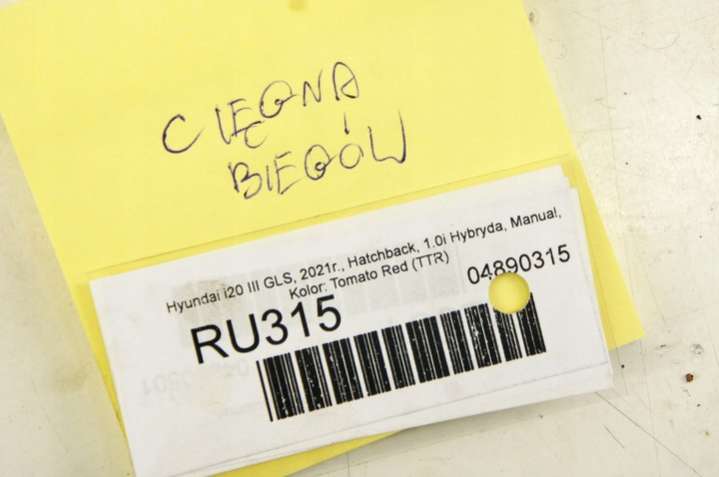 CIĘGNA
BIEGÓW
Hyundai i20 III GLS, 2021r., Hatchback, 1.0i Hybryda, Manual,
Kolor: Tomato Red (TTR)
04890315
RU315